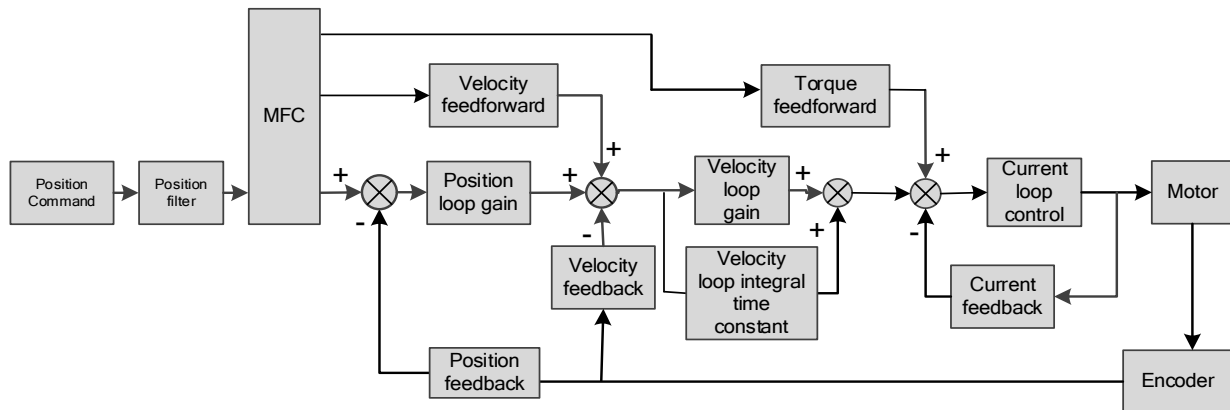 MFC
Velocity
feedforward
Torque
feedforward
+
+
Position
Command
Position
filter
+
-
Position
loop gain
+
-
Velocity
loop
gain
+
+
-
Current
loop
control
Motor
Velocity
feedback
Velocity
loop integral
time
constant
Current
feedback
Position
feedback
Encoder